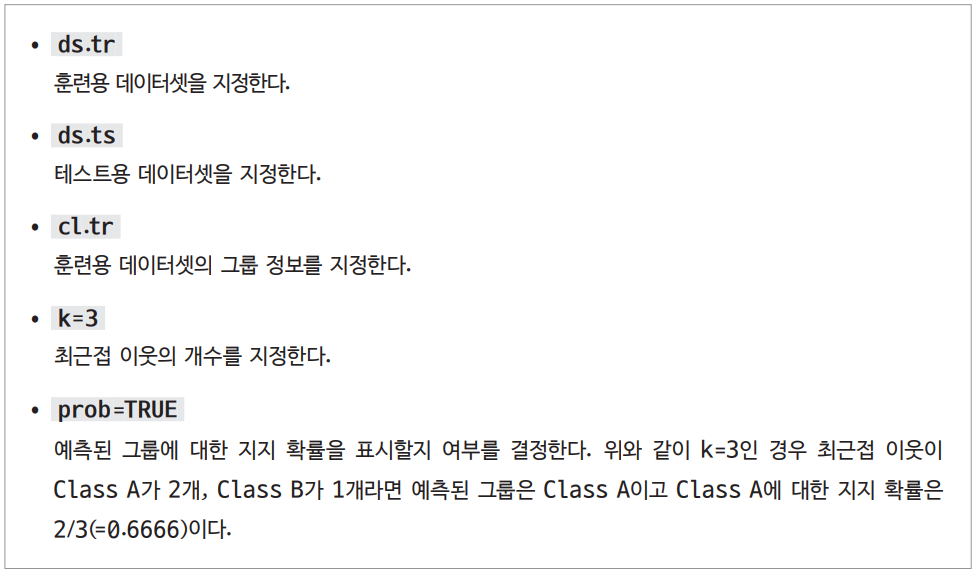 • ds.tr
훈련용 데이터셋을 지정한다.
• ds.ts
테스트용 데이터셋을 지정한다.
• cl.tr
훈련용 데이터셋의 그룹 정보를 지정한다.
• k=3
최근접 이웃의 개수를 지정한다.
• prob=TRUE
예측된 그룹에 대한 지지 확률을 표시할지 여부를 결정한다. 위와 같이 k=3인 경우 최근접 이웃이
Class A가 2개, Class B가 1개라면 예측된 그룹은 Class A이고 Class A에 대한 지지 확률은
2/3(=0.6666)이다.